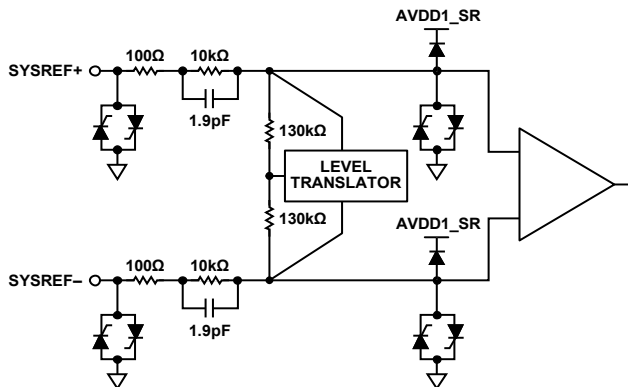 AVDD1_SR
100Ω
10kΩ
SYSREF+
1.9pF
130kΩ
LEVEL
TRANSLATOR
130kΩ
AVDD1_SR
100Ω
10kΩ
SYSREF–
1.9pF